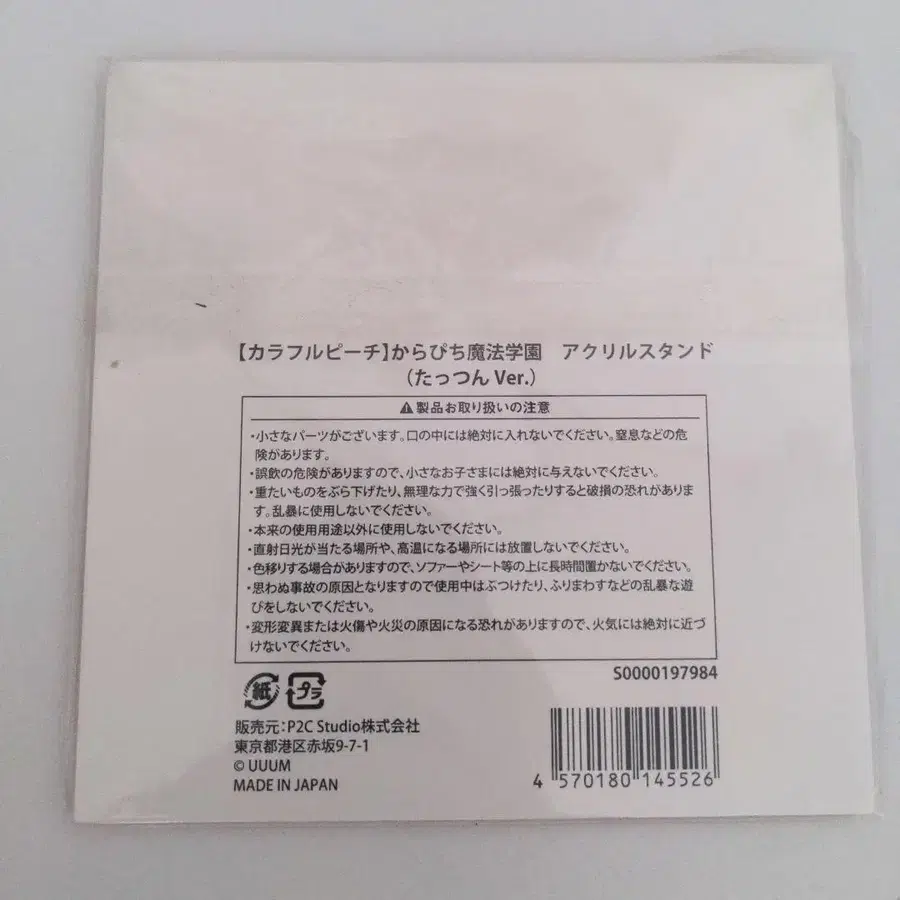 【カラフルピーチ】からぴち魔法学園　アクリルスタンド
（たっつん Ver.）
⚠製品お取り扱いの注意
・小さなパーツがございます。口の中には絶対に入れないでください。窒息などの危
険があります。
・誤飲の危険がありますので、小さなお子さまには絶対に与えないでください。
・重たいものをぶら下げたり、無理な力で強く引っ張ったりすると破損の恐れがありま
す。乱暴に使用しないでください。
・本来の使用用途以外に使用しないでください。
・直射日光が当たる場所や、高温になる場所には放置しないでください。
・色移りする場合がありますので、ソファーやシート等の上に長時間置かないでください。
・思わぬ事故の原因となりますので使用中はぶつけたり、ふりまわすなどの乱暴な遊
びをしないでください。
・変形変異または火傷や火災の原因になる恐れがありますので、火気には絶対に近づ
けないでください。
S0000197984
紙 プラ
販売元：P2C Studio株式会社
東京都港区赤坂9-7-1
© UUUM
MADE IN JAPAN
4 570180 145526